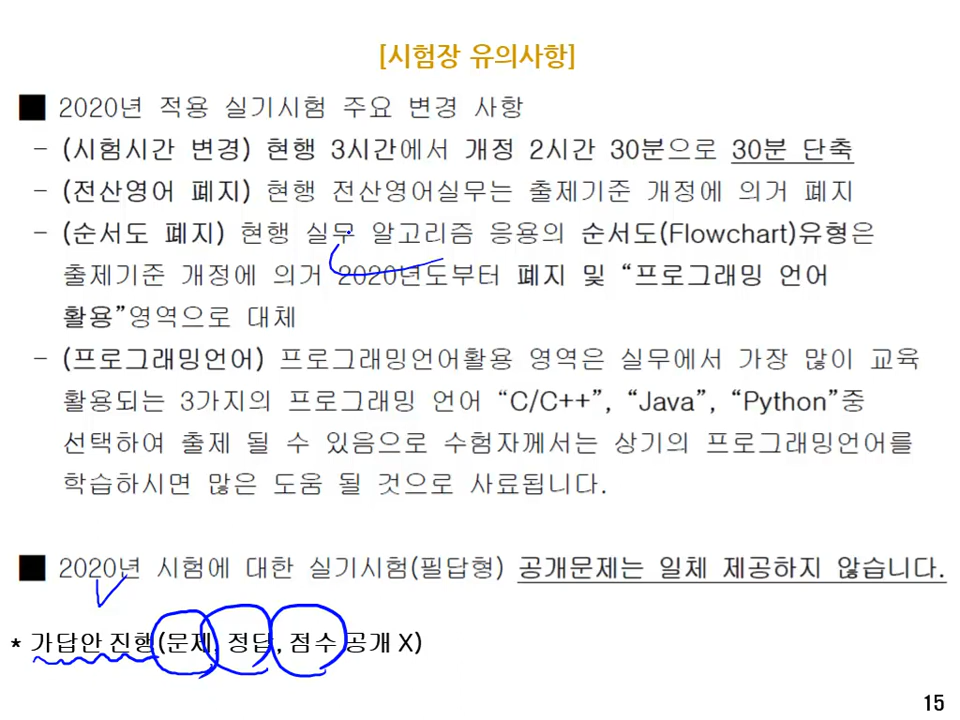 [시험장 유의사항]
■ 2020년 적용 실기시험 주요 변경 사항
- (시험시간 변경) 현행 3시간에서 개정 2시간 30분으로 30분 단축
- (전산영어 폐지) 현행 전산영어실무는 출제기준 개정에 의거 폐지
- (순서도 폐지) 현행 실무 알고리즘 응용의 순서도(Flowchart)유형은
출제기준 개정에 의거 2020년도부터 폐지 및 “프로그래밍 언어
활용”영역으로 대체
- (프로그래밍언어) 프로그래밍언어활용 영역은 실무에서 가장 많이 교육
활용되는 3가지의 프로그래밍 언어 “C/C++”, “Java”, “Python”중
선택하여 출제 될 수 있음으로 수험자께서는 상기의 프로그래밍언어를
학습하시면 많은 도움 될 것으로 사료됩니다.
■ 2020년 시험에 대한 실기시험(필답형) 공개문제는 일체 제공하지 않습니다.
* 가답안 진행(문제, 정답, 점수 공개 X)
15